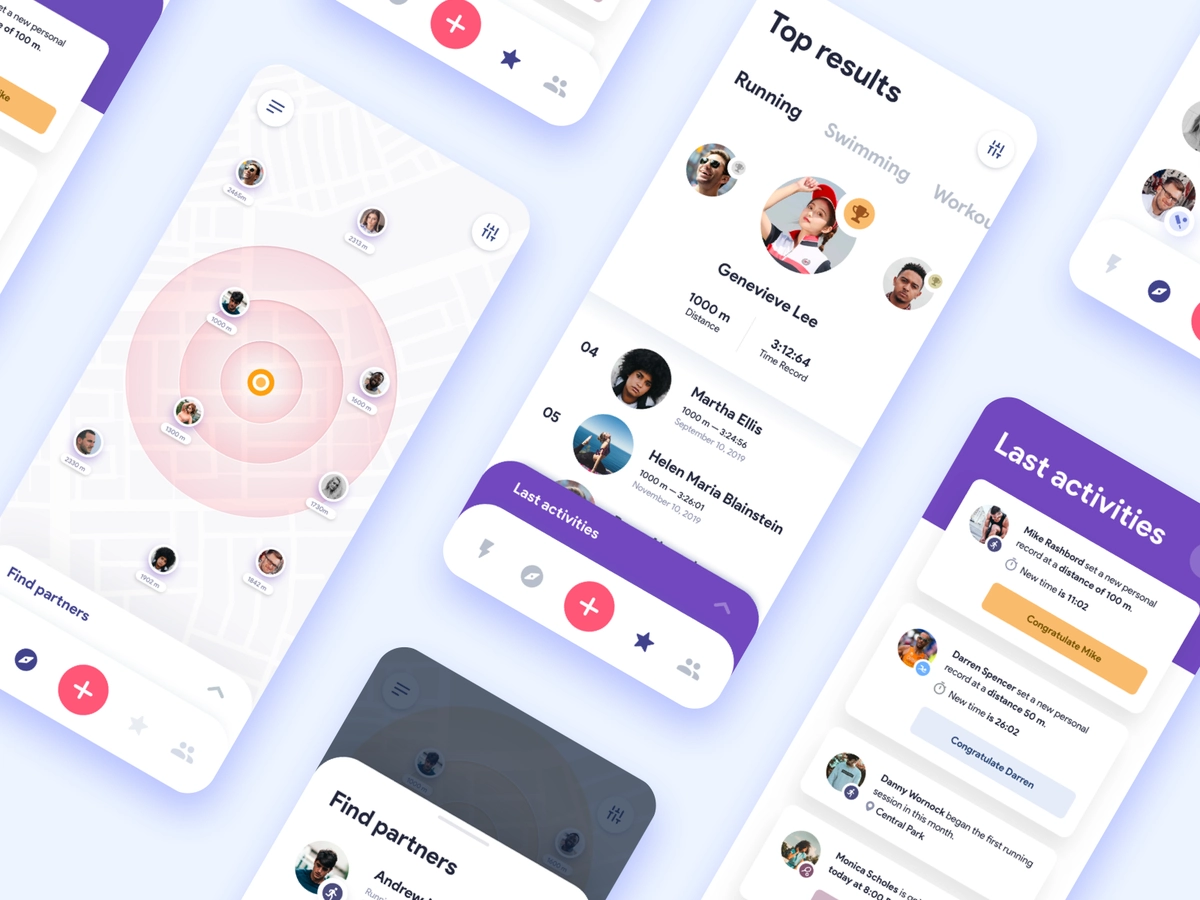 et a new personal
ce of 100 m.
ke
2465m
2313 m
1000 m
1600 m
1300 m
2330 m
1730m
1902 m
1842 m
Find partners
Top results
Running
Swimming
Workou
Genevieve Lee
1000 m
Distance
3:12:64
Time Record
04
Martha Ellis
1000 m — 3:24:56
September 10, 2019
05
Helen Maria Blainstein
1000 m — 3:26:01
November 10, 2019
Last activities
Find partners
Andrew
Last activities
Mike Rashbord set a new personal
record at a distance of 100 m.
New time is 11:02
Congratulate Mike
Darren Spencer set a new personal
record at a distance 50 m.
New time is 26:02
Congratulate Darren
Danny Wornock began the first running
session in this month.
Central Park
Monica Scholes is
today at 8:00